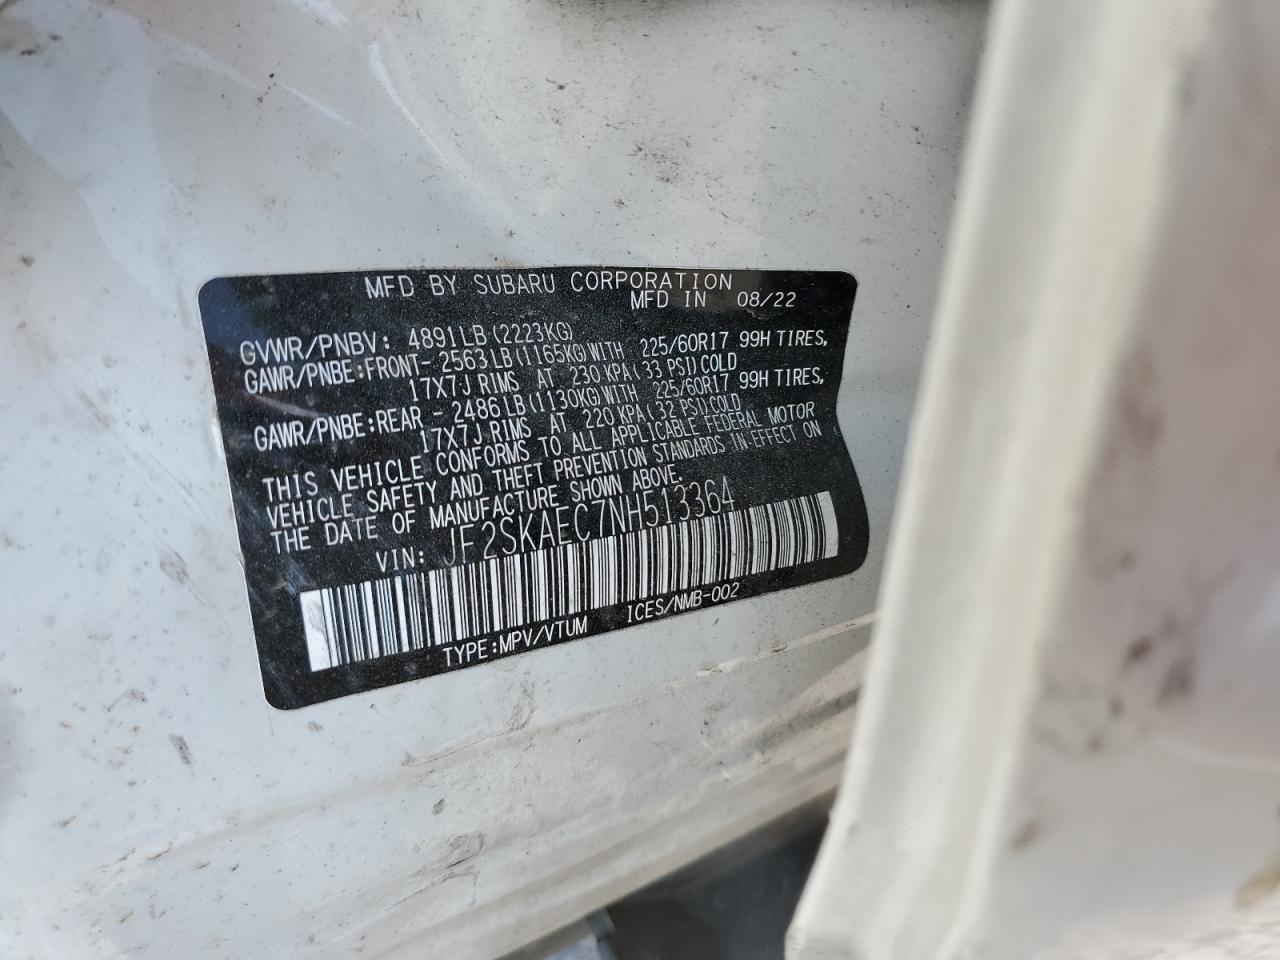 MFD BY SUBARU CORPORATION
MFD IN 08/22
GVWR/PNBV: 4891LB(2223KG)
GAWR/PNBE:FRONT-2563LB(1165KG)WITH 225/60R17 99H TIRES,
17X7J RIMS AT 230 KPA(33 PSI)COLD
GAWR/PNBE:REAR -2486LB(1130KG)WITH 225/60R17 99H TIRES,
17X7J RIMS AT 220 KPA(32 PSI)COLD
THIS VEHICLE CONFORMS TO ALL APPLICABLE FEDERAL MOTOR
VEHICLE SAFETY AND THEFT PREVENTION STANDARDS IN EFFECT ON
THE DATE OF MANUFACTURE SHOWN ABOVE.
VIN: JF2SKAEC7NH513364
TYPE:MPV/VTUM ICES/NMB-002